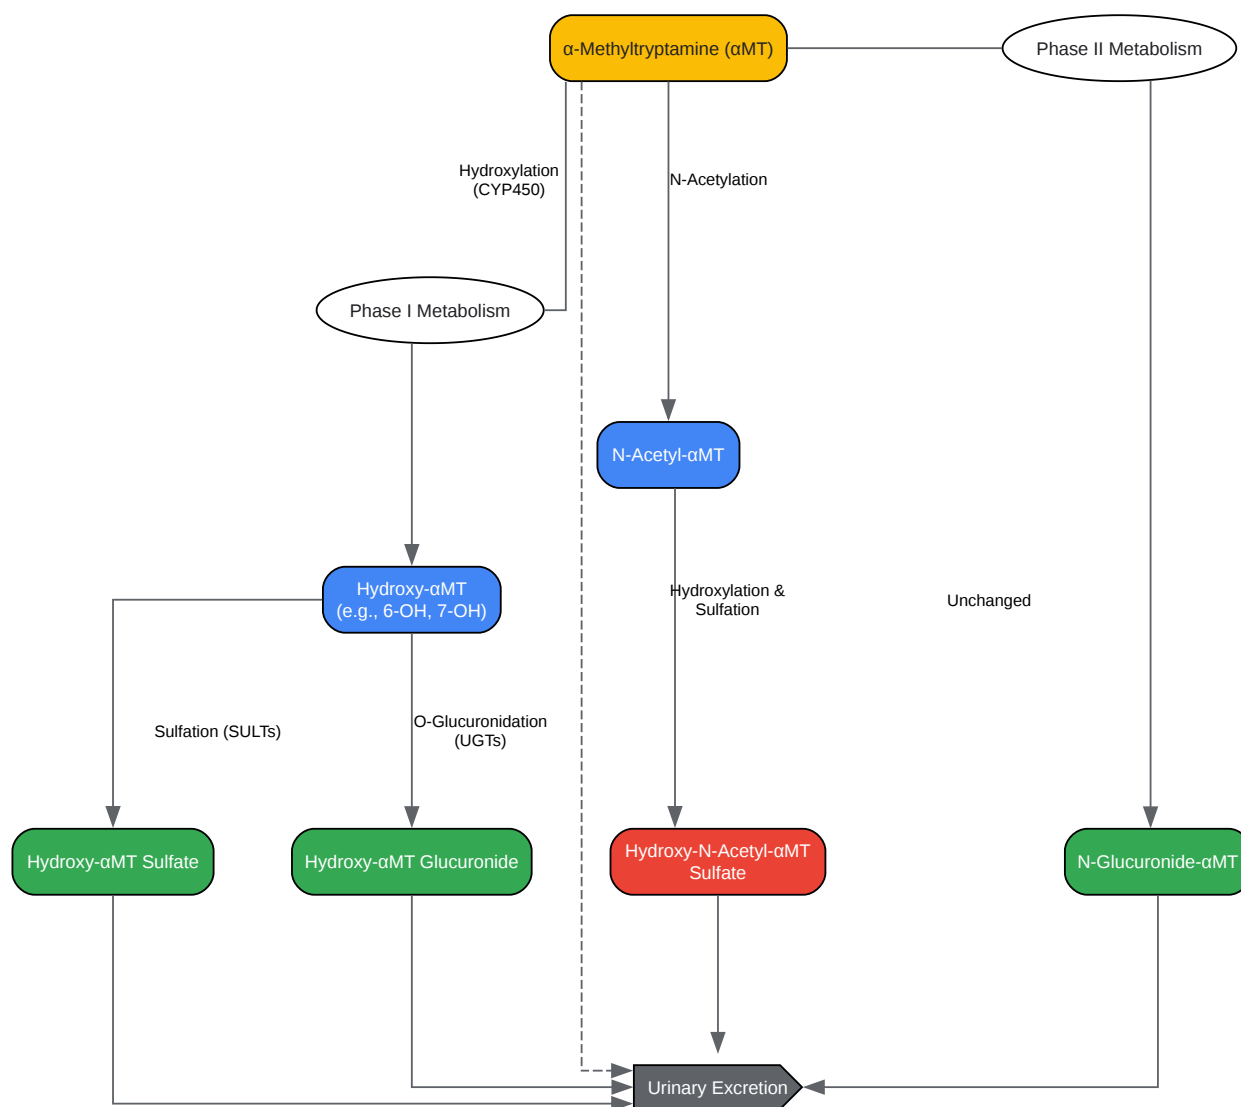 α-Methyltryptamine (αMT)
Phase II Metabolism
Hydroxylation
(CYP450)
N-Acetylation
Phase I Metabolism
N-Acetyl-αMT
Hydroxy-αMT
(e.g., 6-OH, 7-OH)
Hydroxylation &
Sulfation
Unchanged
Sulfation (SULTs)
O-Glucuronidation
(UGTs)
Hydroxy-αMT Sulfate
Hydroxy-αMT Glucuronide
Hydroxy-N-Acetyl-αMT
Sulfate
N-Glucuronide-αMT
Urinary Excretion